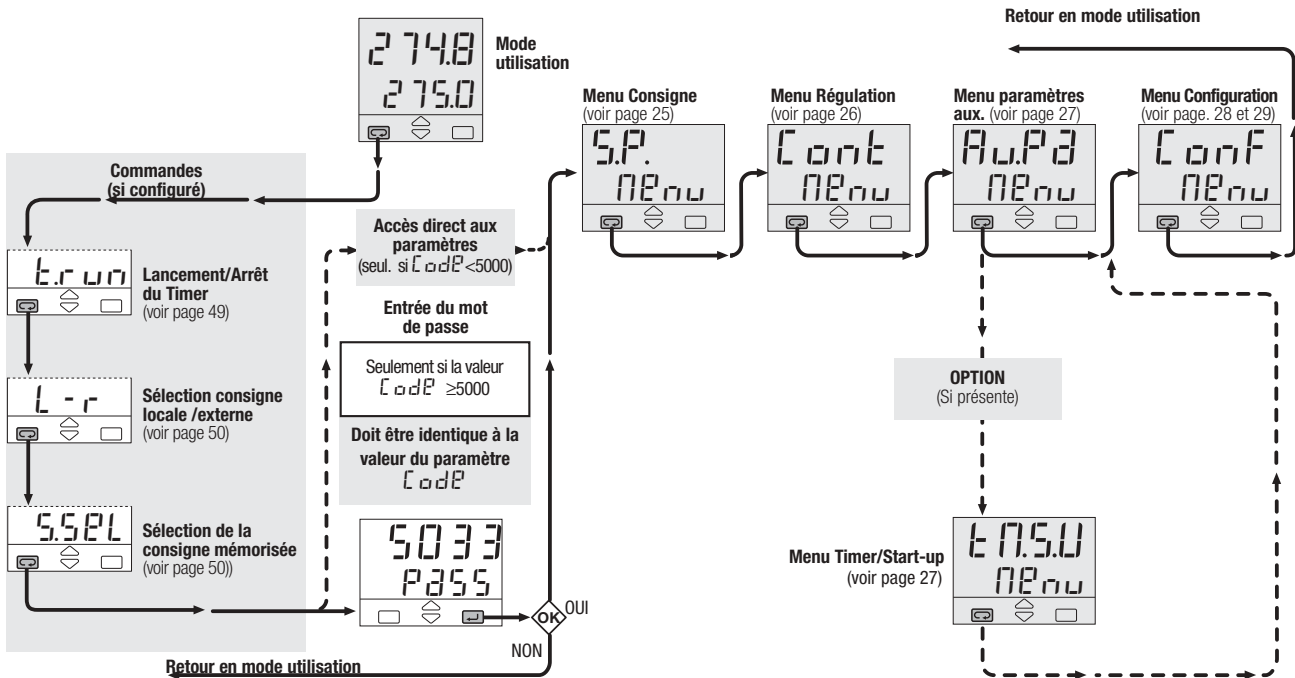 Retour en mode utilisation
274.8
275.0
Mode
utilisation
Menu Consigne
(voir page 25)
S.P.
MEnu
Menu Régulation
(voir page 26)
Cont
MEnu
Menu paramètres
aux. (voir page 27)
Au.Pa
MEnu
Menu Configuration
(voir page. 28 et 29)
ConF
MEnu
Commandes
(si configuré)
t.run
Lancement/Arrêt
du Timer
(voir page 49)
L-r
Sélection consigne
locale /externe
(voir page 50)
S.SEL
Sélection de la
consigne mémorisée
(voir page 50))
Accès direct aux
paramètres
(seul. si CodE <5000)
Entrée du mot
de passe
Seulement si la valeur
CodE ≥5000
Doit être identique à la
valeur du paramètre
CodE
5033
PaSS
OK
OUI
NON
Retour en mode utilisation
OPTION
(Si présente)
Menu Timer/Start-up
(voir page 27)
tM.S.U
MEnu